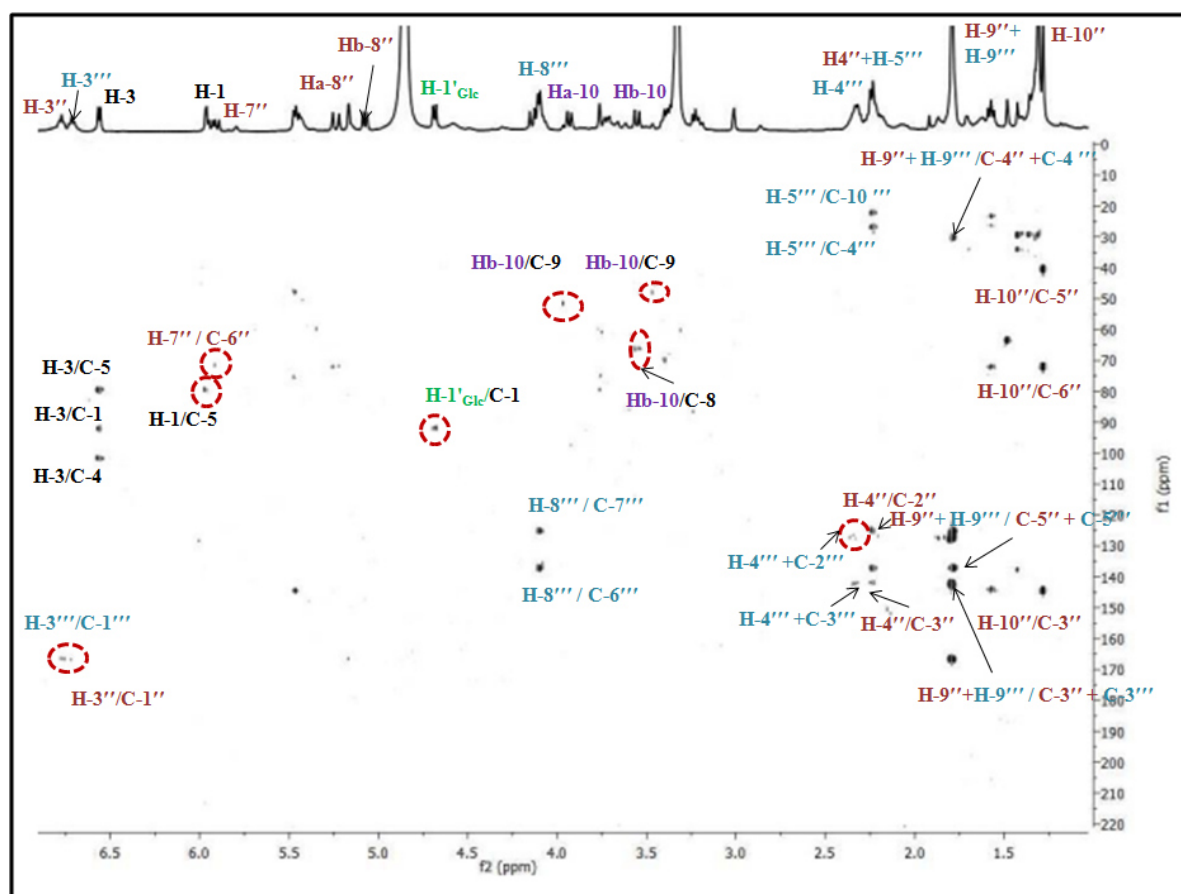 H-9′′+ H-10′′
Hb-8′′ H-9′′′
H-3′′′ H-8′′′ H4′′+H-5′′′
H-3′′ H-3 H-1 Ha-8′′ H-1'Glc Ha-10 Hb-10 H-4′′′
H-7′′
0
H-9′′+ H-9′′′ /C-4′′ +C-4 ′′′
10
H-5′′′ /C-10 ′′′
20
30
H-5′′′ /C-4′′′
Hb-10/C-9 Hb-10/C-9
40
H-10′′/C-5′′
50
H-7′′ / C-6′′
60
H-3/C-5
70
H-10′′/C-6′′
H-1'Glc/C-1
80
H-3/C-1 H-1/C-5 Hb-10/C-8
90
H-3/C-4
100
110
f1 (ppm)
H-8′′′ / C-7′′′ H-4′′/C-2′′
120
H-9′′+ H-9′′′ / C-5′′ + C-5′′′
130
H-4′′′ +C-2′′′
140
H-8′′′ / C-6′′′
H-3′′′/C-1′′′ H-4′′′ +C-3′′′ H-4′′/C-3′′ H-10′′/C-3′′
150
160
170
H-3′′/C-1′′ H-9′′+H-9′′′ / C-3′′ + C-3′′′
180
190
200
210
220
6.5 6.0 5.5 5.0 4.5 4.0 3.5 3.0 2.5 2.0 1.5
f2 (ppm)